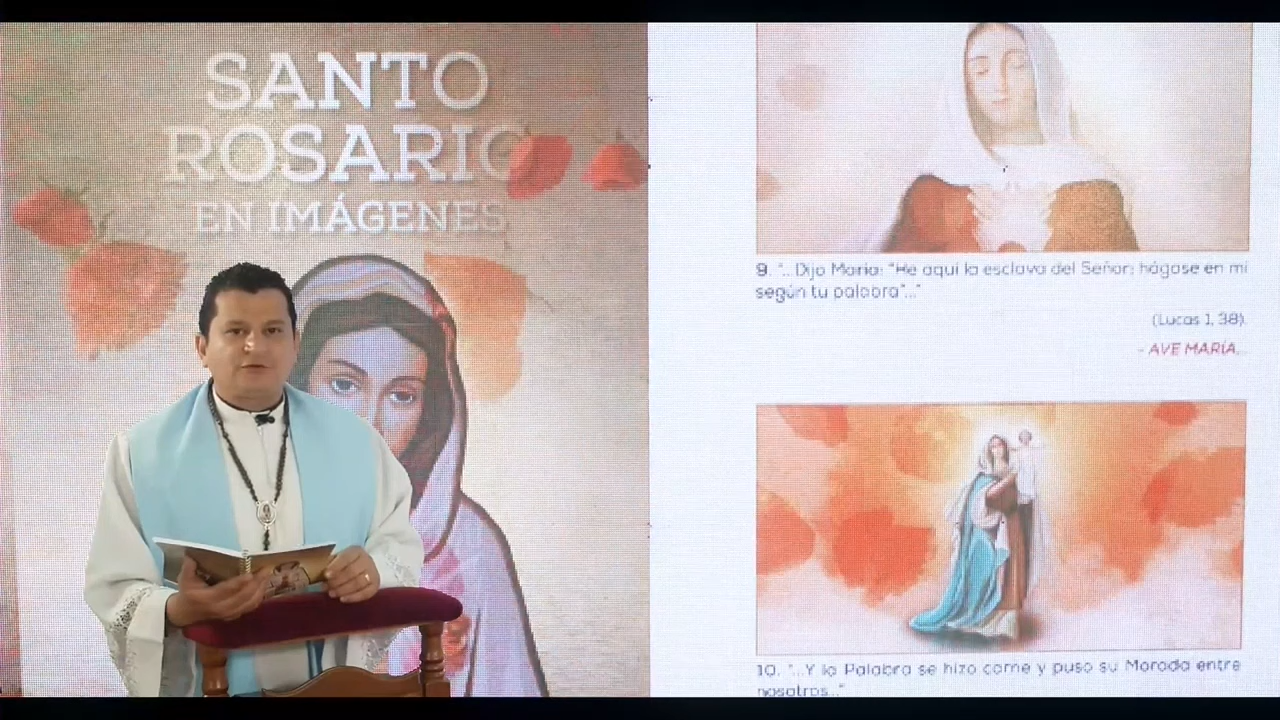 SANTO
ROSARIO
EN IMÁGENES
9. "...Dijo María: "He aquí la esclava del Señor; hágase en mí
según tu palabra"..."
(Lucas 1, 38).
- AVE MARÍA...
10. "...Y la Palabra se hizo carne y puso su Morada entre
nosotros..."